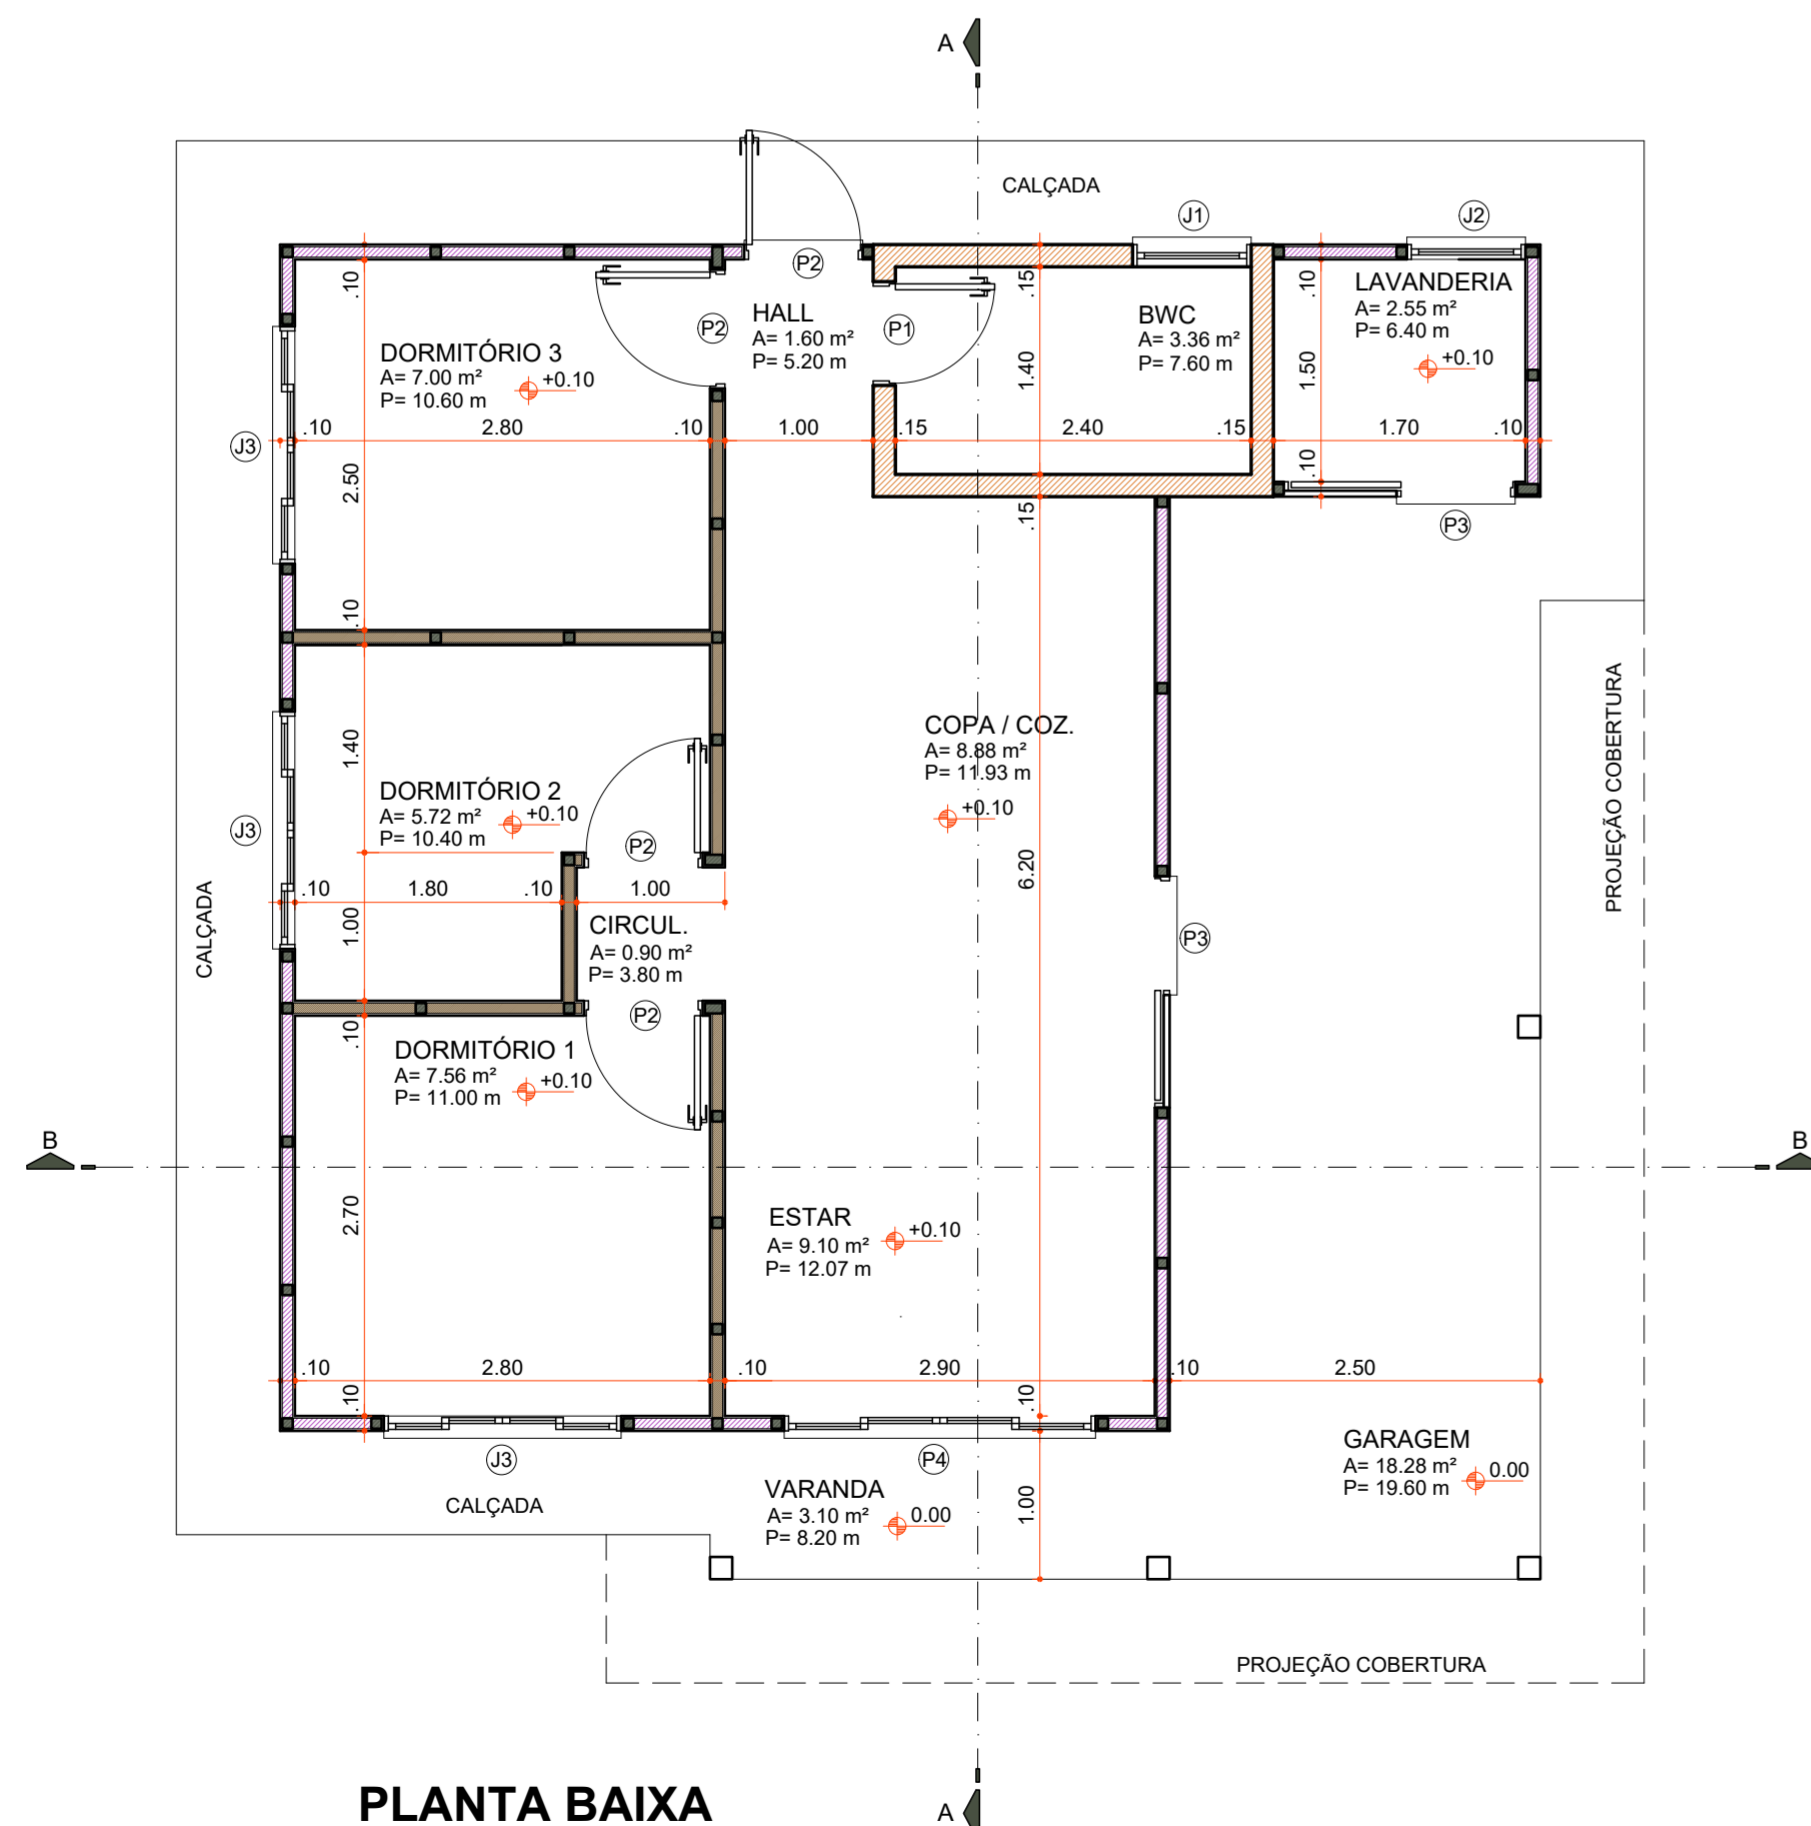 A
CALÇADA
J1
J2
P2
LAVANDERIA
A= 2.55 m²
P= 6.40 m
+0.10
HALL
A= 1.60 m²
P= 5.20 m
P2
P1
BWC
A= 3.36 m²
P= 7.60 m
DORMITÓRIO 3
A= 7.00 m²
P= 10.60 m
+0.10
.10
.15
.10
1.40
1.50
J3
.10
2.80
.10
1.00
.15
2.40
.15
1.70
.10
2.50
.10
.15
P3
.10
PROJEÇÃO COBERTURA
COPA / COZ.
A= 8.88 m²
P= 11.93 m
+0.10
1.40
DORMITÓRIO 2
A= 5.72 m²
P= 10.40 m
+0.10
J3
P2
6.20
.10
1.80
.10
1.00
CALÇADA
1.00
CIRCUL.
A= 0.90 m²
P= 3.80 m
P3
P2
.10
DORMITÓRIO 1
A= 7.56 m²
P= 11.00 m
+0.10
B
B
2.70
ESTAR
A= 9.10 m²
P= 12.07 m
+0.10
.10
2.80
.10
2.90
.10
2.50
.10
.10
J3
P4
GARAGEM
A= 18.28 m²
P= 19.60 m
0.00
CALÇADA
VARANDA
A= 3.10 m²
P= 8.20 m
0.00
1.00
PROJEÇÃO COBERTURA
PLANTA BAIXA
A